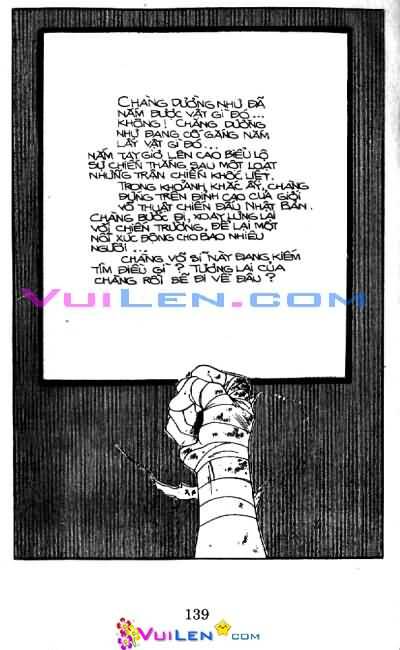 CHÀNG DƯỜNG NHƯ ĐÃ
NẮM ĐƯỢC VẬT GÌ ĐÓ...
KHÔNG! CHÀNG DƯỜNG
NHƯ ĐANG CỐ GẮNG NẮM
LẤY VẬT GÌ ĐÓ...
NẮM TAY GIƠ LÊN CAO BIỂU LỘ
SỰ CHIẾN THẮNG SAU MỘT LOẠT
NHỮNG TRẬN CHIẾN KHỐC LIỆT.
TRONG KHOẢNH KHẮC ẤY, CHÀNG
ĐỨNG TRÊN ĐỈNH CAO CỦA GIỚI
VÕ THUẬT CHIẾN ĐẤU NHẬT BẢN.
CHÀNG BƯỚC ĐI, XOAY LƯNG LẠI
VỚI CHIẾN TRƯỜNG, ĐỂ LẠI MỘT
NỖI XÚC ĐỘNG CHO BAO NHIÊU
NGƯỜI...
CHÀNG VÕ SĨ NÀY ĐANG KIẾM
TÌM ĐIỀU GÌ? TƯƠNG LAI CỦA
CHÀNG RỒI SẼ ĐI VỀ ĐÂU?
VUILEN.COM
139
VUILEN.COM